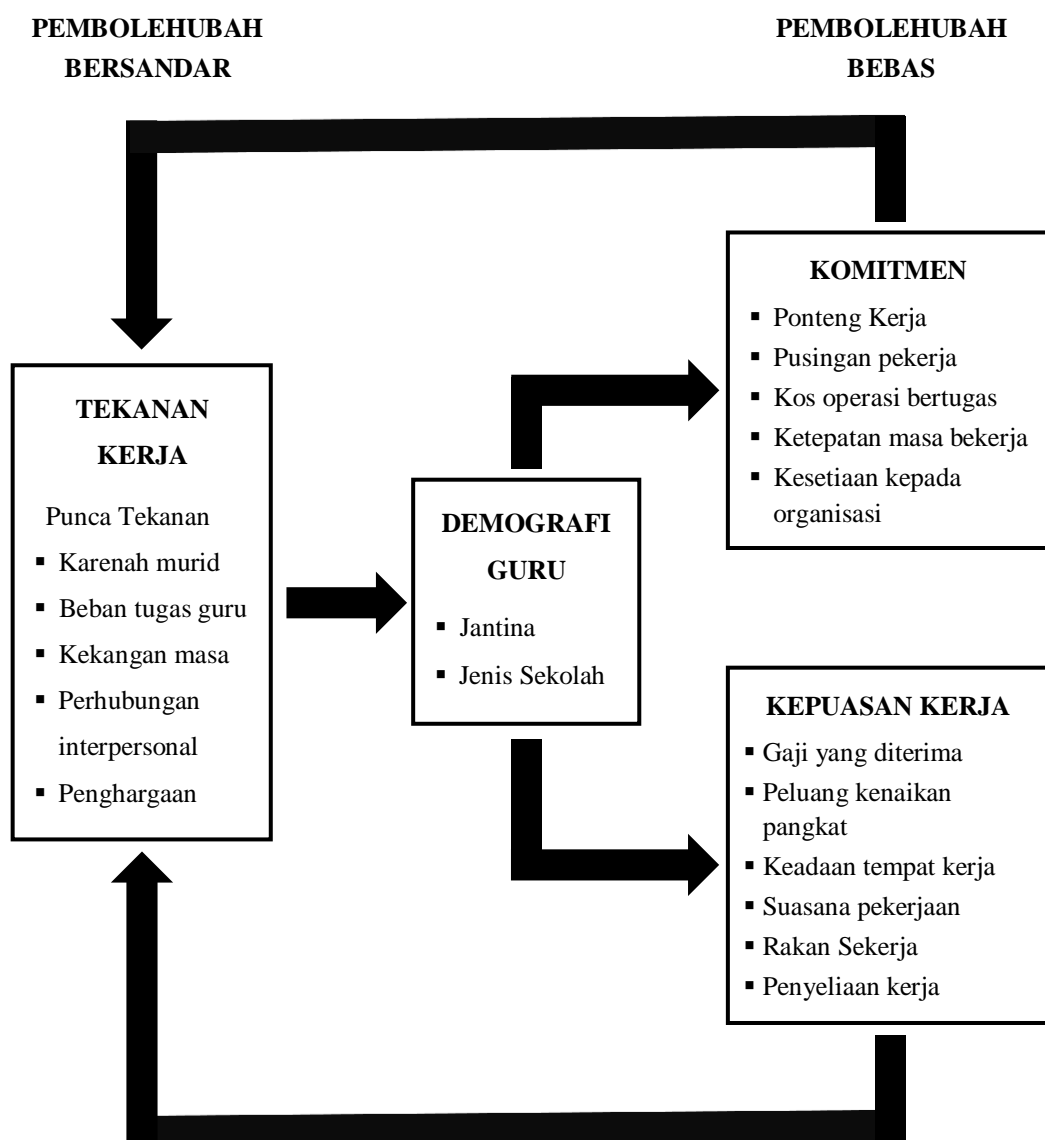 PEMBOLEHUBAH
BERSANDAR
PEMBOLEHUBAH
BEBAS
TEKANAN
KERJA
Punca Tekanan
▪ Karenah murid
▪ Beban tugas guru
▪ Kekangan masa
▪ Perhubungan
interpersonal
▪ Penghargaan
DEMOGRAFI
GURU
▪ Jantina
▪ Jenis Sekolah
KOMITMEN
▪ Ponteng Kerja
▪ Pusingan pekerja
▪ Kos operasi bertugas
▪ Ketepatan masa bekerja
▪ Kesetiaan kepada
organisasi
KEPUASAN KERJA
▪ Gaji yang diterima
▪ Peluang kenaikan
pangkat
▪ Keadaan tempat kerja
▪ Suasana pekerjaan
▪ Rakan Sekerja
▪ Penyeliaan kerja